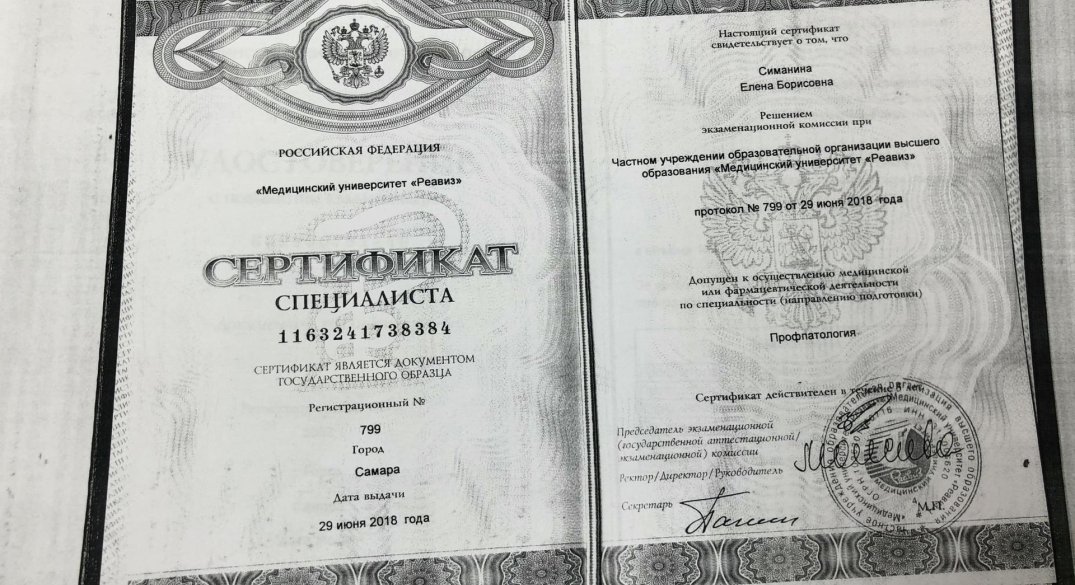 РОССИЙСКАЯ ФЕДЕРАЦИЯ
«Медицинский университет «Реавиз»
СЕРТИФИКАТ
СПЕЦИАЛИСТА
1163241738384
СЕРТИФИКАТ ЯВЛЯЕТСЯ ДОКУМЕНТОМ
ГОСУДАРСТВЕННОГО ОБРАЗЦА
Регистрационный №
799
Город
Самара
Дата выдачи
29 июня 2018 года
Настоящий сертификат
свидетельствует о том, что
Симанина
Елена Борисовна
Решением
экзаменационной комиссии при
Частном учреждении образовательной организации высшего
образования «Медицинский университет «Реавиз»
протокол № 799 от 29 июня 2018 года
Допущен к осуществлению медицинской
или фармацевтической деятельности
по специальности (направлению подготовки)
Профпатология
Сертификат действителен в течение 5 лет
Председатель экзаменационной
(государственной аттестационной/
экзаменационной) комиссии
Ректор/Директор/Руководитель
Секретарь
М.П.